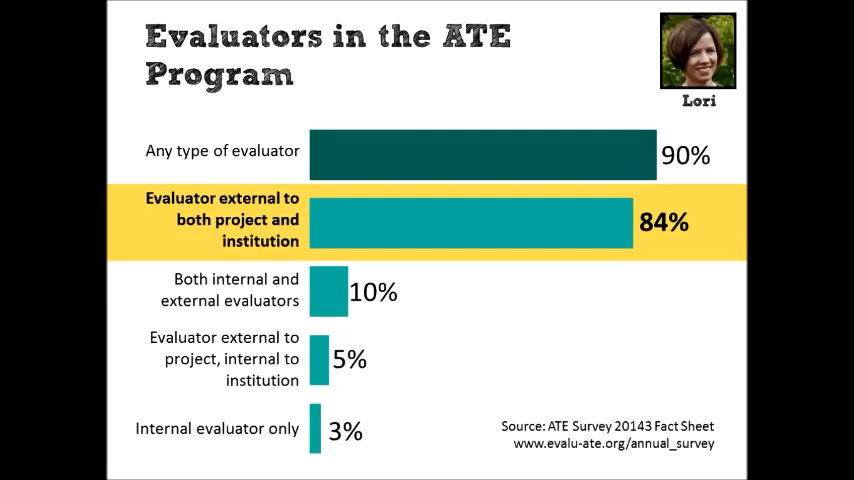 Evaluators in the ATE
Program
Lori
Any type of evaluator
90%
Evaluator external to
both project and
institution
84%
Both internal and
external evaluators
10%
Evaluator external to
project, internal to
institution
5%
Internal evaluator only
3%
Source: ATE Survey 20143 Fact Sheet
www.evalu-ate.org/annual_survey